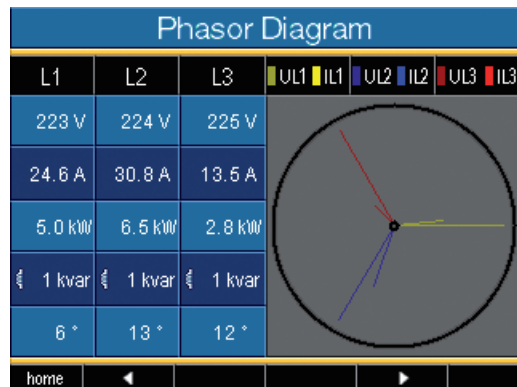 Phasor Diagram
L1 L2 L3 UL1 IL1 UL2 IL2 UL3 IL3
223 V 224 V 225 V
24.6 A 30.8 A 13.5 A
5.0 kW 6.5 kW 2.8 kW
1 kvar 1 kvar 1 kvar
6 ° 13 ° 12 °
home